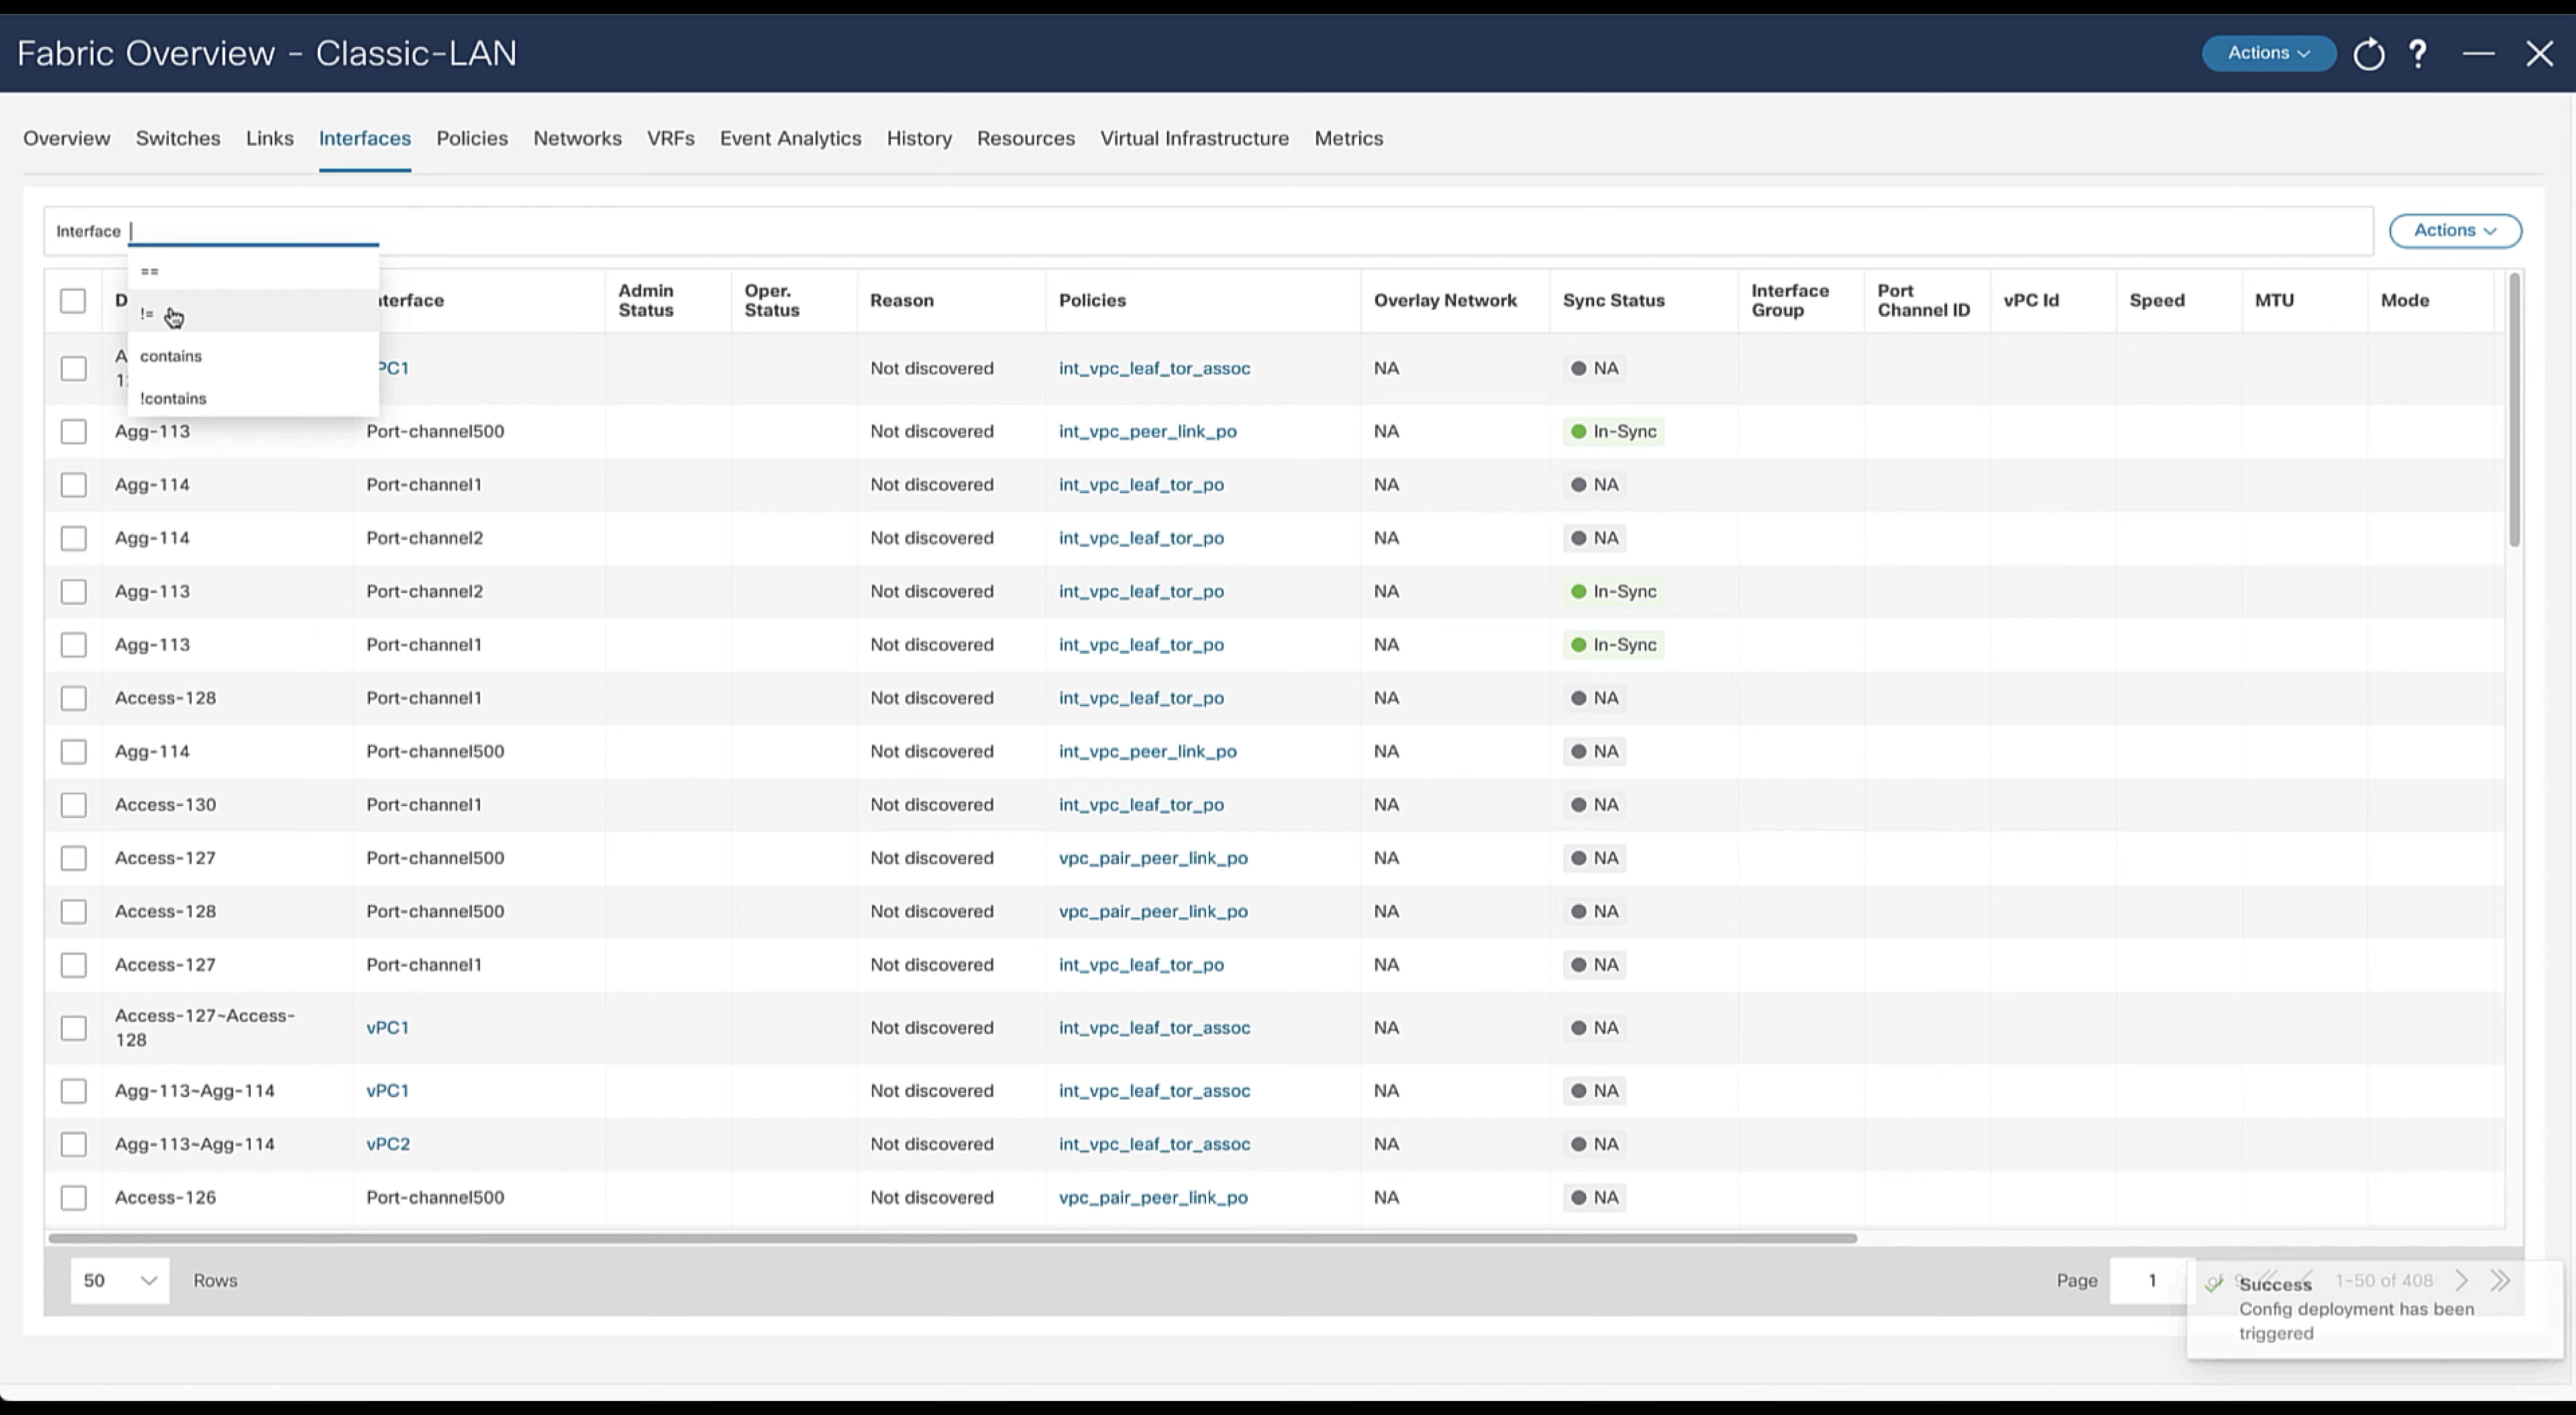 Fabric Overview - Classic-LAN
Actions
?
Overview Switches Links Interfaces Policies Networks VRFs Event Analytics History Resources Virtual Infrastructure Metrics
Interface
Actions
==
!=
contains
!contains
D nterface Admin Status Oper. Status Reason Policies Overlay Network Sync Status Interface Group Port Channel ID vPC Id Speed MTU Mode
PC1 Not discovered int_vpc_leaf_tor_assoc NA NA
Agg-113 Port-channel500 Not discovered int_vpc_peer_link_po NA In-Sync
Agg-114 Port-channel1 Not discovered int_vpc_leaf_tor_po NA NA
Agg-114 Port-channel2 Not discovered int_vpc_leaf_tor_po NA NA
Agg-113 Port-channel2 Not discovered int_vpc_leaf_tor_po NA In-Sync
Agg-113 Port-channel1 Not discovered int_vpc_leaf_tor_po NA In-Sync
Access-128 Port-channel1 Not discovered int_vpc_leaf_tor_po NA NA
Agg-114 Port-channel500 Not discovered int_vpc_peer_link_po NA NA
Access-130 Port-channel1 Not discovered int_vpc_leaf_tor_po NA NA
Access-127 Port-channel500 Not discovered vpc_pair_peer_link_po NA NA
Access-128 Port-channel500 Not discovered vpc_pair_peer_link_po NA NA
Access-127 Port-channel1 Not discovered int_vpc_leaf_tor_po NA NA
Access-127~Access-128 vPC1 Not discovered int_vpc_leaf_tor_assoc NA NA
Agg-113~Agg-114 vPC1 Not discovered int_vpc_leaf_tor_assoc NA NA
Agg-113~Agg-114 vPC2 Not discovered int_vpc_leaf_tor_assoc NA NA
Access-126 Port-channel500 Not discovered vpc_pair_peer_link_po NA NA
50 Rows Page 1 of 9 1-50 of 408
Success
Config deployment has been
triggered